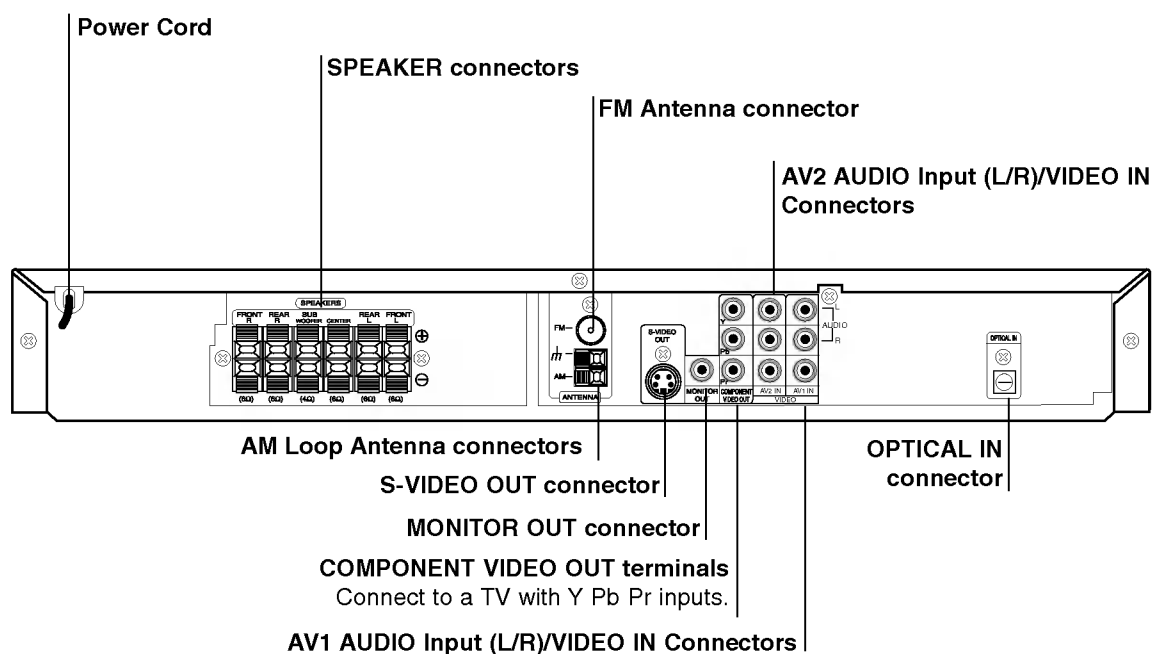 Power Cord
SPEAKER connectors
FM Antenna connector
AV2 AUDIO Input (L/R)/VIDEO IN
Connectors
SPEAKERS
FRONT R
REAR R
SUB WOOFER
CENTER
REAR L
FRONT L
(6Ω) (6Ω) (4Ω) (6Ω) (6Ω) (6Ω)
FM
AM
ANTENNA
S-VIDEO
OUT
Y
Pb
Pr
L
AUDIO
R
MONITOR
OUT
COMPONENT
VIDEO OUT
AV2 IN
AV1 IN
VIDEO
OPTICAL IN
AM Loop Antenna connectors
S-VIDEO OUT connector
MONITOR OUT connector
COMPONENT VIDEO OUT terminals
Connect to a TV with Y Pb Pr inputs.
AV1 AUDIO Input (L/R)/VIDEO IN Connectors
OPTICAL IN
connector